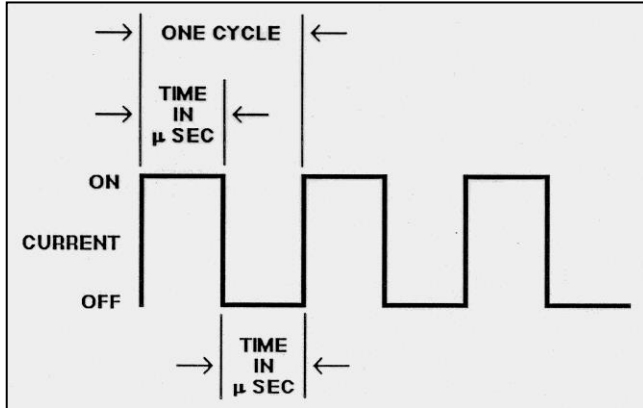 ONE CYCLE
TIME
IN
µ SEC
ON
CURRENT
OFF
TIME
IN
µ SEC